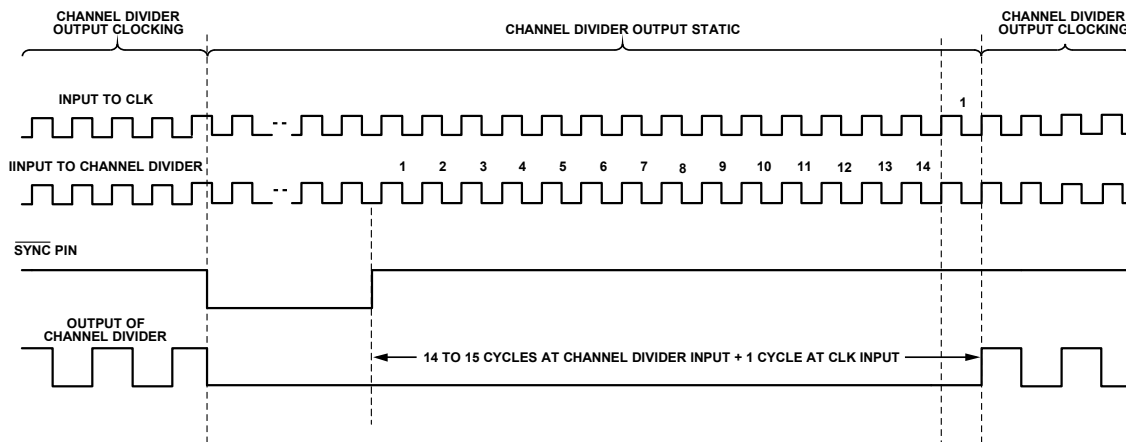 CHANNEL DIVIDER
OUTPUT CLOCKING
CHANNEL DIVIDER OUTPUT STATIC
CHANNEL DIVIDER
OUTPUT CLOCKING
INPUT TO CLK
1
IINPUT TO CHANNEL DIVIDER
1 2 3 4 5 6 7 8 9 10 11 12 13 14
SYNC PIN
OUTPUT OF
CHANNEL DIVIDER
14 TO 15 CYCLES AT CHANNEL DIVIDER INPUT + 1 CYCLE AT CLK INPUT